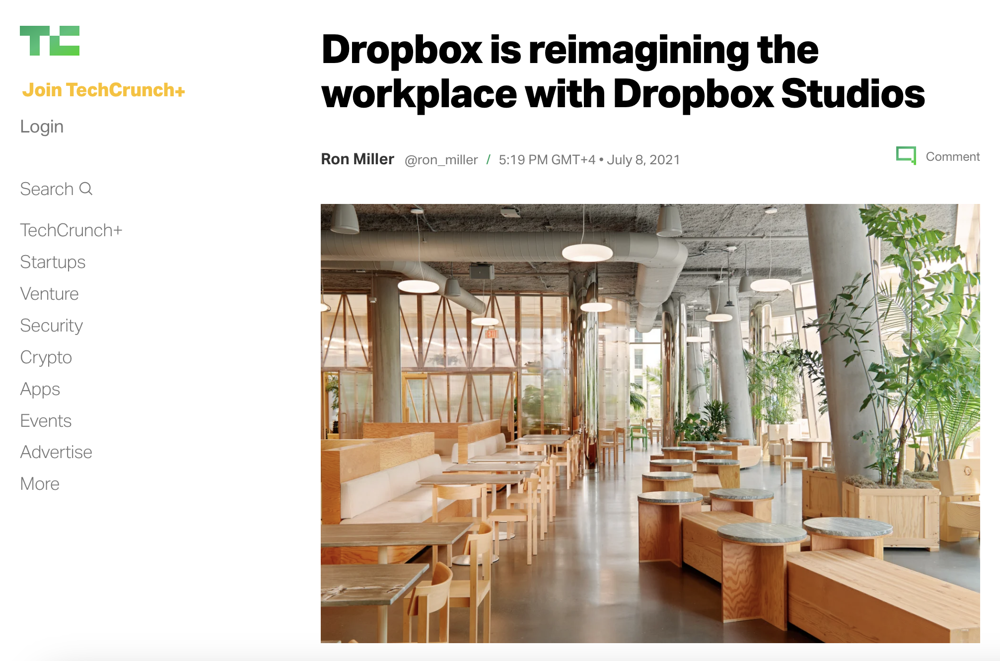 TC
Join TechCrunch+
Login
Search
TechCrunch+
Startups
Venture
Security
Crypto
Apps
Events
Advertise
More
Dropbox is reimagining the
workplace with Dropbox Studios
Ron Miller @ron_miller / 5:19 PM GMT+4 • July 8, 2021
Comment
EXIT